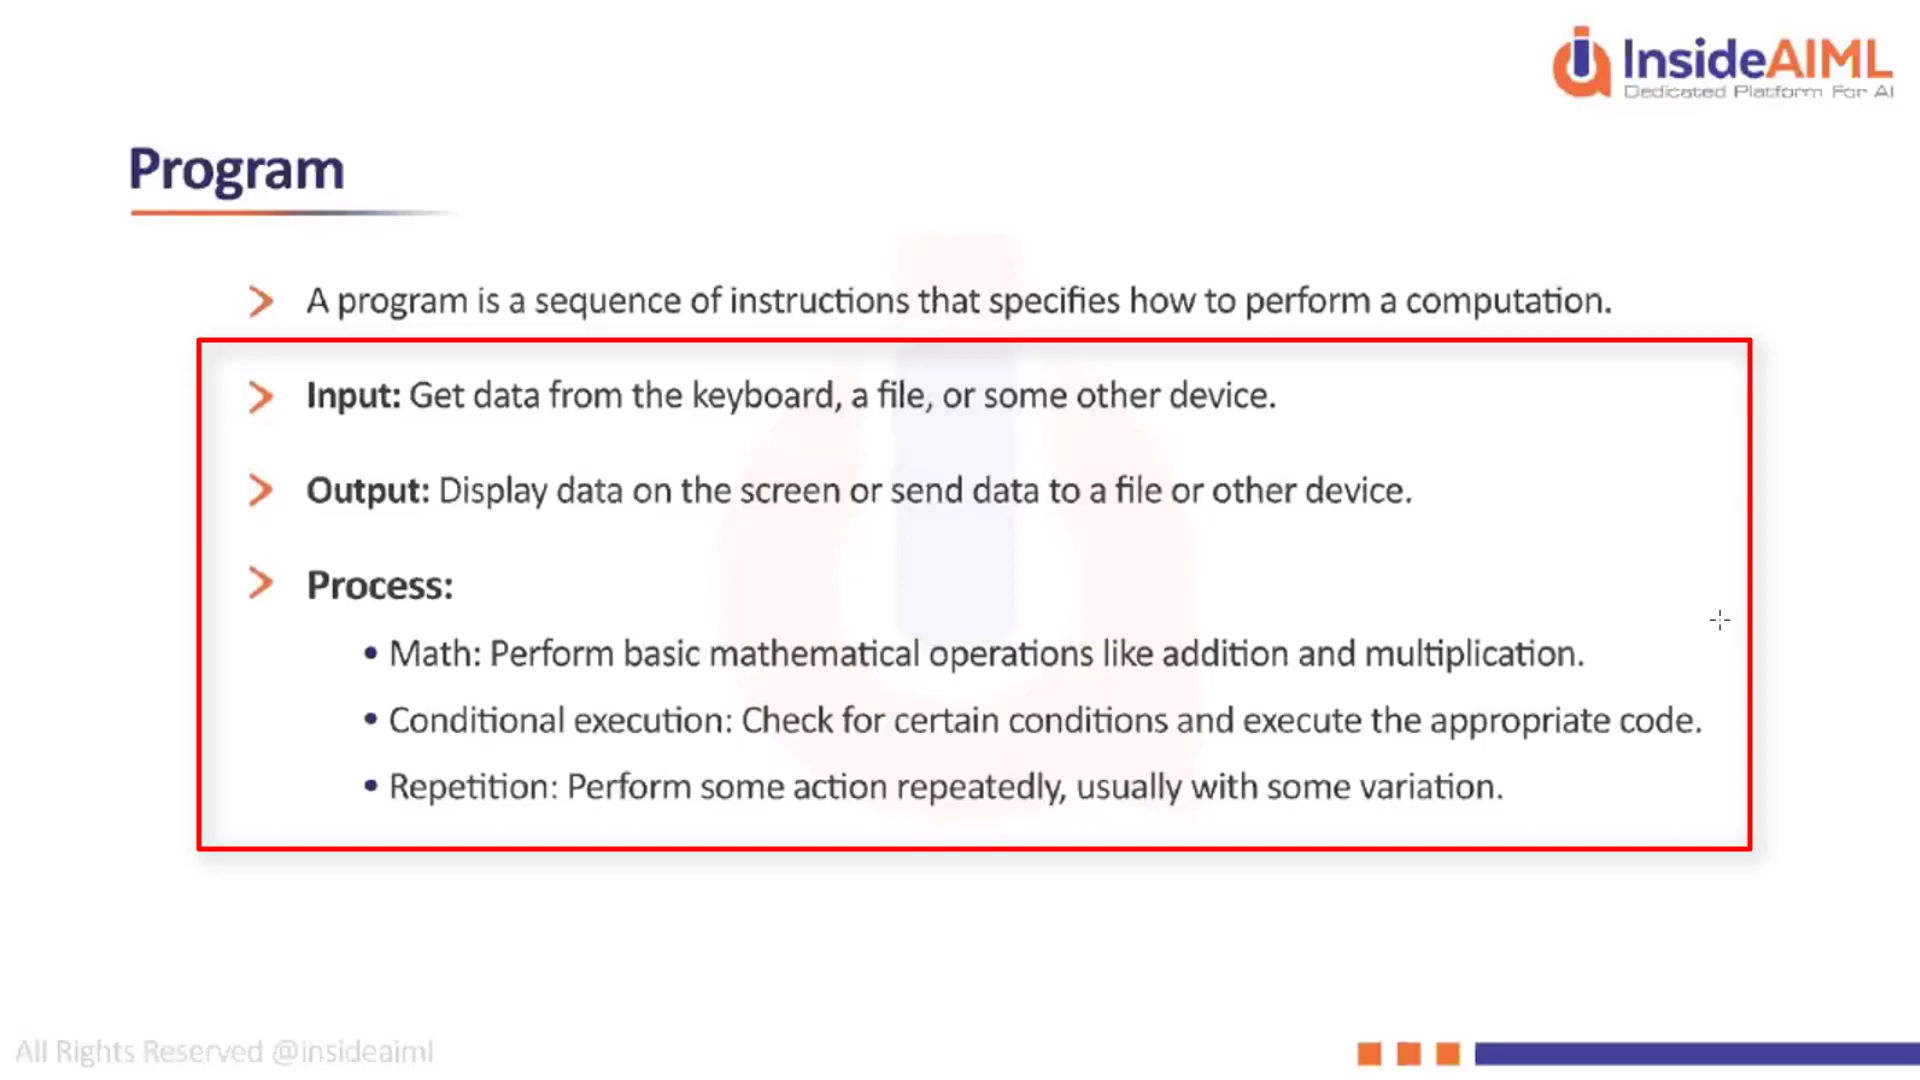 InsideAIML
Dedicated Platform For AI
Program
A program is a sequence of instructions that specifies how to perform a computation.
Input: Get data from the keyboard, a file, or some other device.
Output: Display data on the screen or send data to a file or other device.
Process:
• Math: Perform basic mathematical operations like addition and multiplication.
• Conditional execution: Check for certain conditions and execute the appropriate code.
• Repetition: Perform some action repeatedly, usually with some variation.
All Rights Reserved @insideaiml